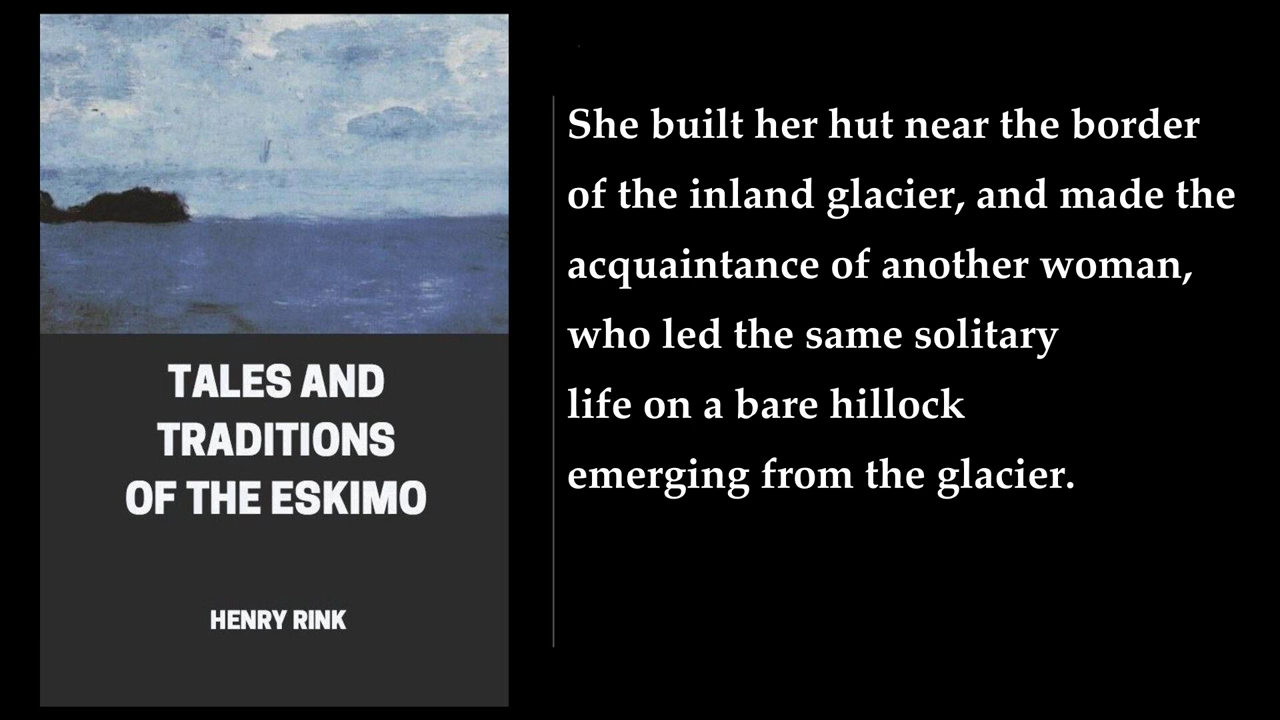 TALES AND
TRADITIONS
OF THE ESKIMO
HENRY RINK
She built her hut near the border
of the inland glacier, and made the
acquaintance of another woman,
who led the same solitary
life on a bare hillock
emerging from the glacier.